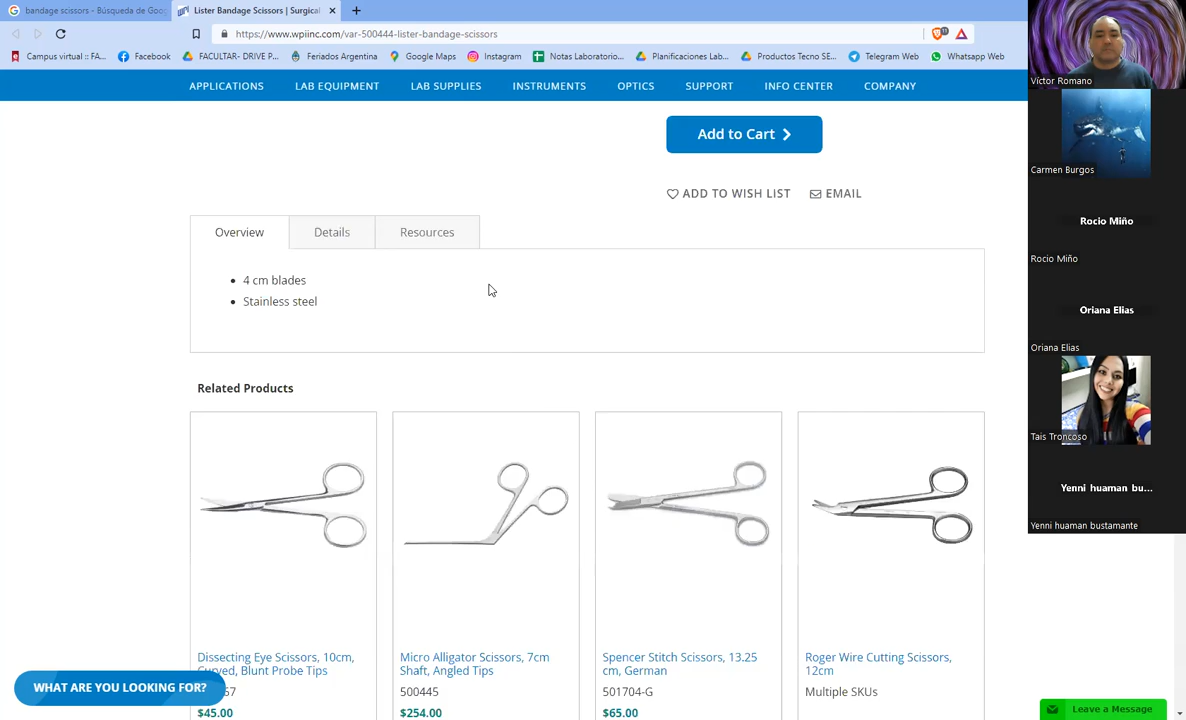 bandage scissors - Búsqueda de Goo
Lister Bandage Scissors | Surgical
https://www.wpiinc.com/var-500444-lister-bandage-scissors
Campus virtual :: FA... Facebook FACULTAR- DRIVE P... Feriados Argentina Google Maps Instagram Notas Laboratorio... Planificaciones Lab... Productos Tecno SE... Telegram Web Whatsapp Web
APPLICATIONS LAB EQUIPMENT LAB SUPPLIES INSTRUMENTS OPTICS SUPPORT INFO CENTER COMPANY
Add to Cart
ADD TO WISH LIST EMAIL
Overview Details Resources
4 cm blades
Stainless steel
Related Products
Dissecting Eye Scissors, 10cm,
Curved, Blunt Probe Tips
$45.00
Micro Alligator Scissors, 7cm
Shaft, Angled Tips
500445
$254.00
Spencer Stitch Scissors, 13.25
cm, German
501704-G
$65.00
Roger Wire Cutting Scissors,
12cm
Multiple SKUs
WHAT ARE YOU LOOKING FOR?
Leave a Message
Víctor Romano
Carmen Burgos
Rocio Miño
Rocio Miño
Oriana Elias
Oriana Elias
Tais Troncoso
Yenni huaman bu...
Yenni huaman bustamante